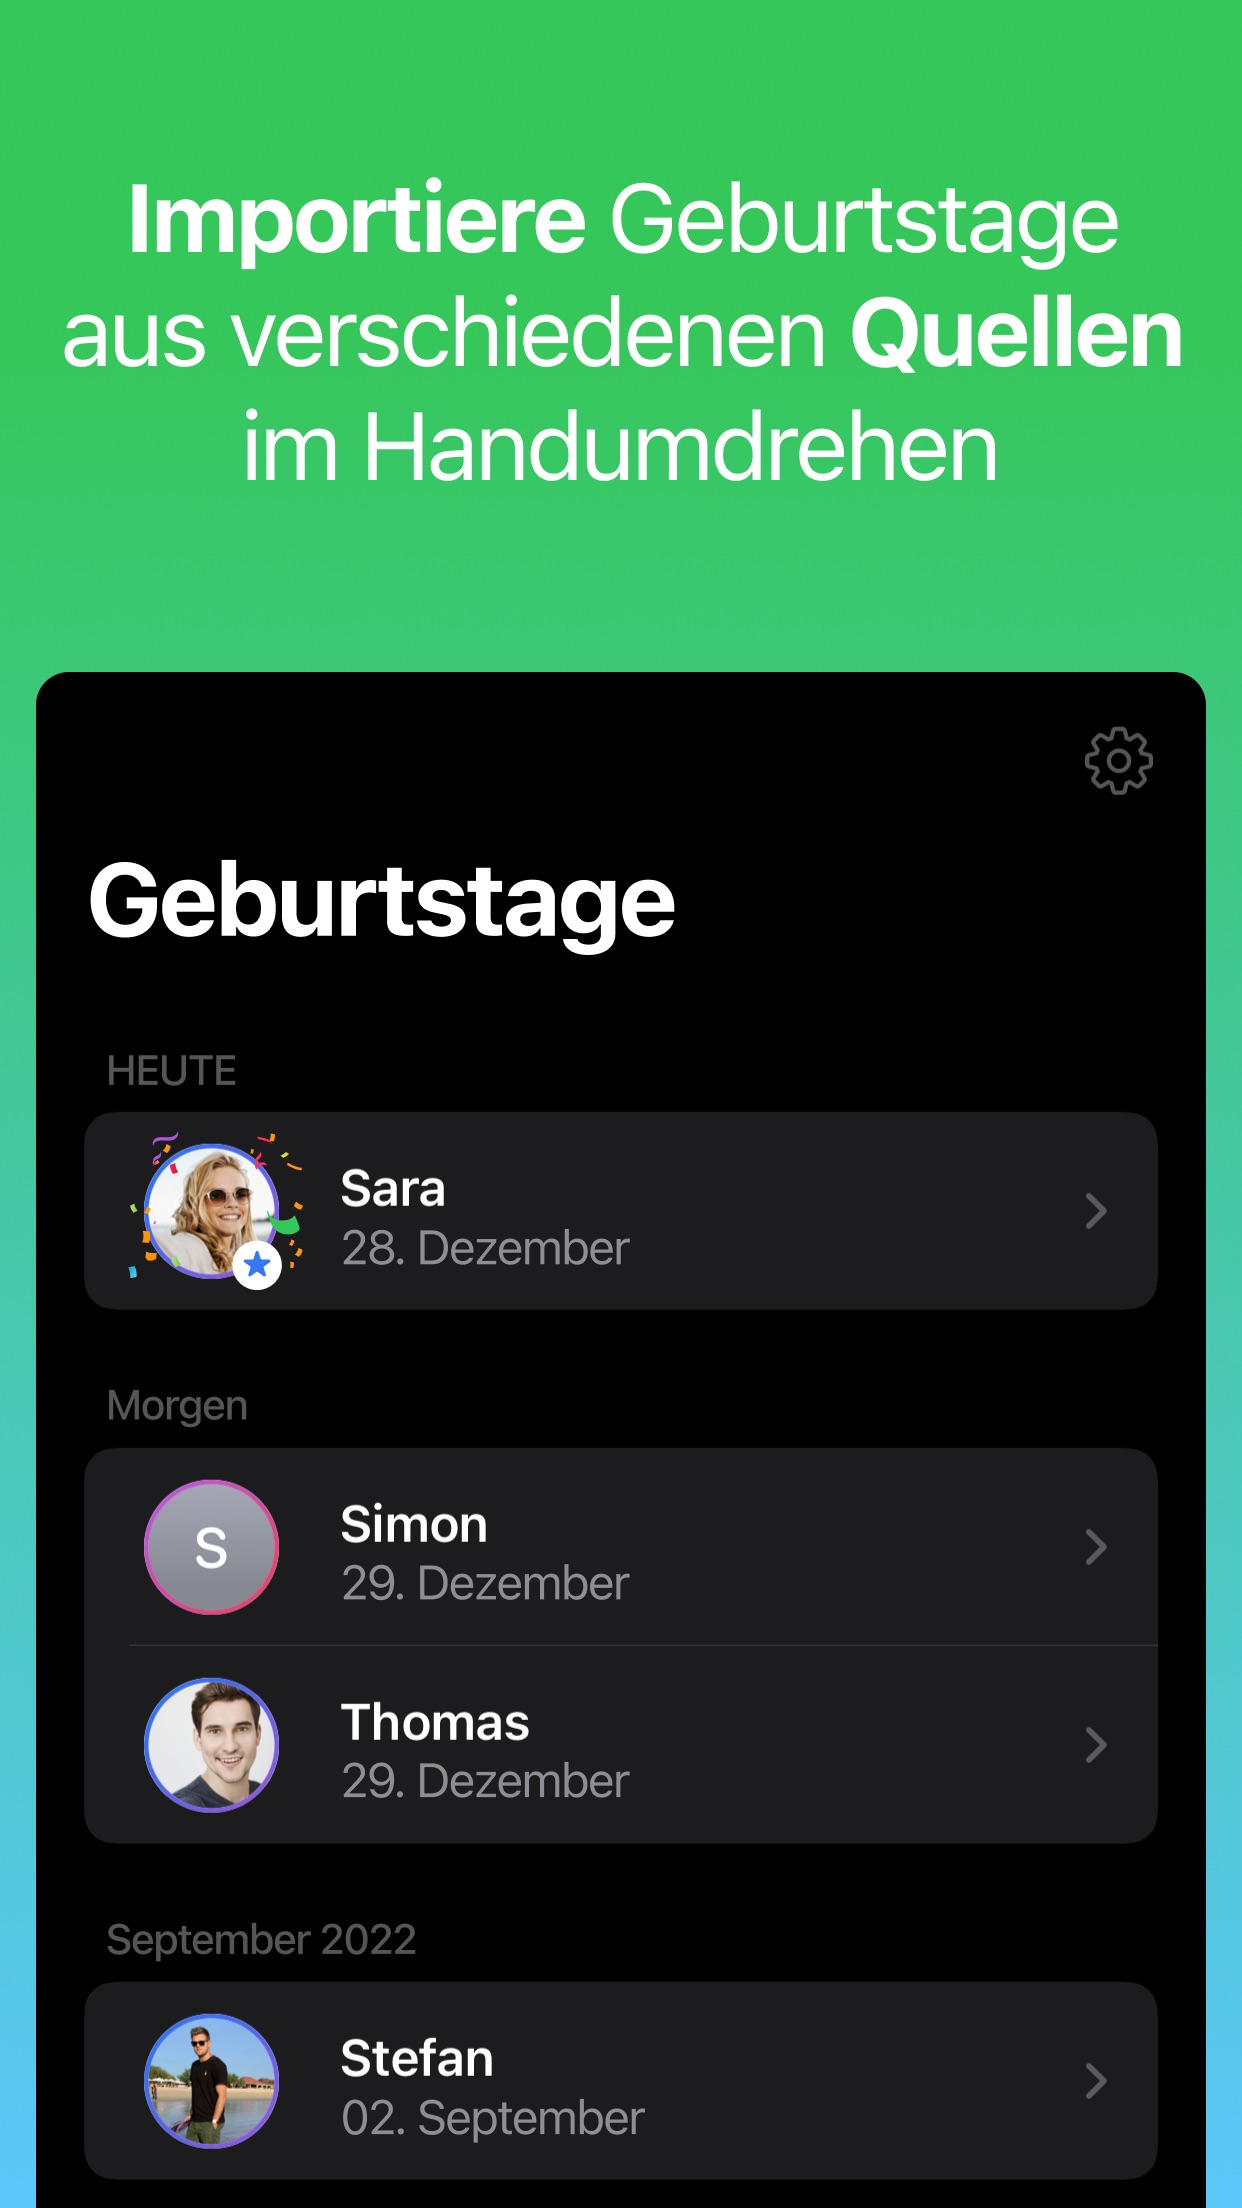 Importiere Geburtstage
aus verschiedenen Quellen
im Handumdrehen
Geburtstage
HEUTE
Sara
28. Dezember
Morgen
S
Simon
29. Dezember
Thomas
29. Dezember
September 2022
Stefan
02. September